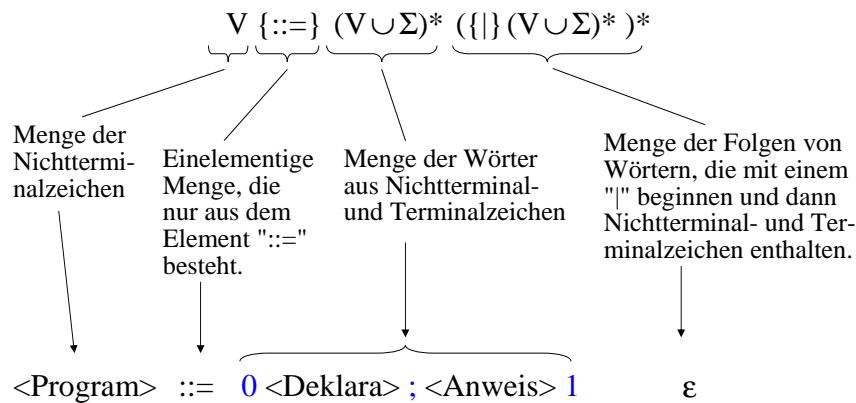 V {::=} (V ∪ Σ)* ({|} (V ∪ Σ)* )*
Menge der
Nichttermi-
nalzeichen
Einelementige
Menge, die
nur aus dem
Element "::="
besteht.
Menge der Wörter
aus Nichtterminal-
und Terminalzeichen
Menge der Folgen von
Wörtern, die mit einem
"|" beginnen und dann
Nichtterminal- und Ter-
minalzeichen enthalten.
<Program> ::= 0 <Deklara> ; <Anweis> 1 ε